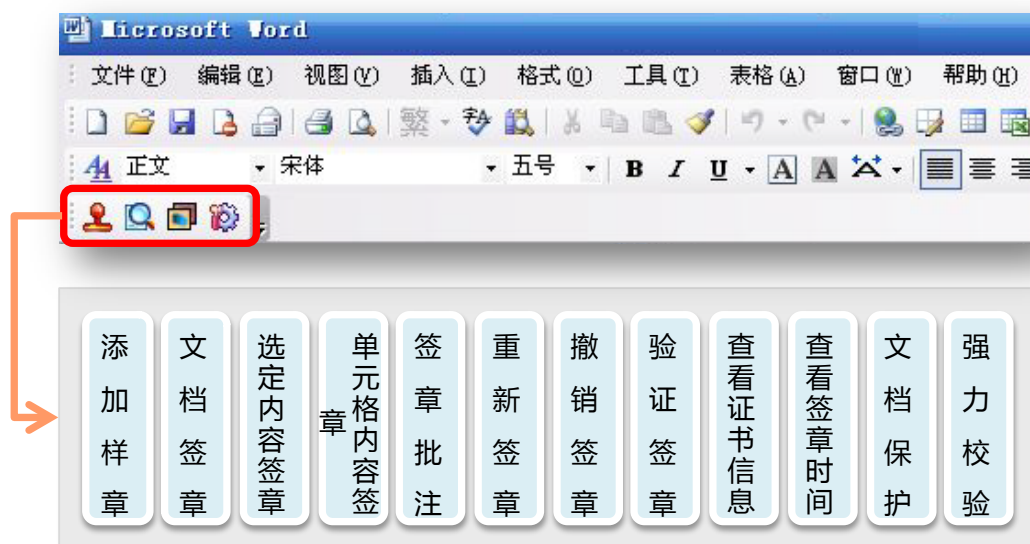 Microsoft Word
文件(F) 编辑(E) 视图(V) 插入(I) 格式(O) 工具(T) 表格(A) 窗口(W) 帮助(H)
繁 字A
A4 正文 宋体 五号 B I U A A A
添加样章
文档签章
选定内容签章
单元格内容签章
签章批注
重新签章
撤销签章
验证签章
查看证书信息
查看签章时间
文档保护
强力校验